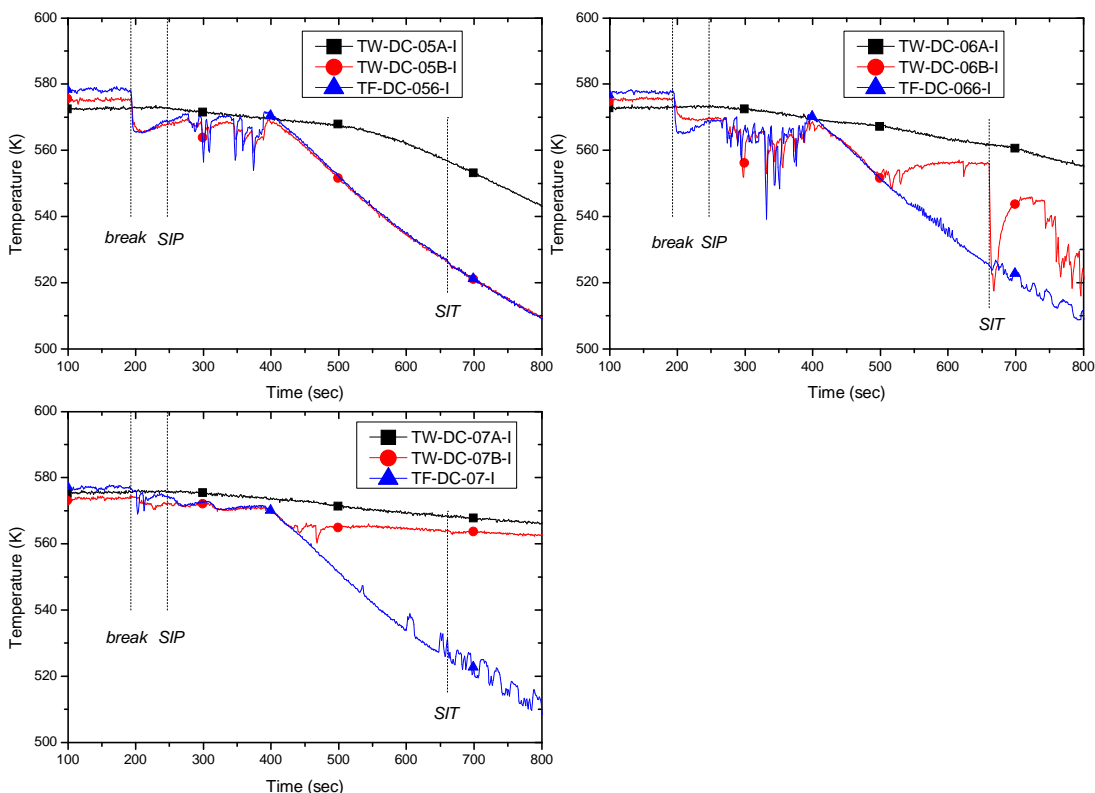 600
580
560
540
520
500
Temperature (K)
TW-DC-05A-I
TW-DC-05B-I
TF-DC-056-I
break
SIP
SIT
100 200 300 400 500 600 700 800
Time (sec)
600
580
560
540
520
500
Temperature (K)
TW-DC-06A-I
TW-DC-06B-I
TF-DC-066-I
break
SIP
SIT
100 200 300 400 500 600 700 800
Time (sec)
600
580
560
540
520
500
Temperature (K)
TW-DC-07A-I
TW-DC-07B-I
TF-DC-07-I
break
SIP
SIT
100 200 300 400 500 600 700 800
Time (sec)